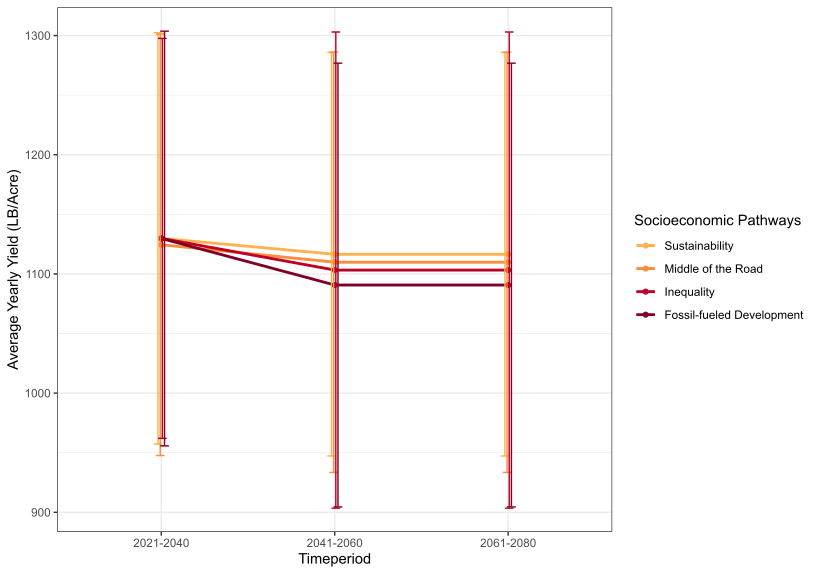 1300
1200
1100
1000
900
Average Yearly Yield (LB/Acre)
2021-2040
2041-2060
2061-2080
Timeperiod
Socioeconomic Pathways
Sustainability
Middle of the Road
Inequality
Fossil-fueled Development